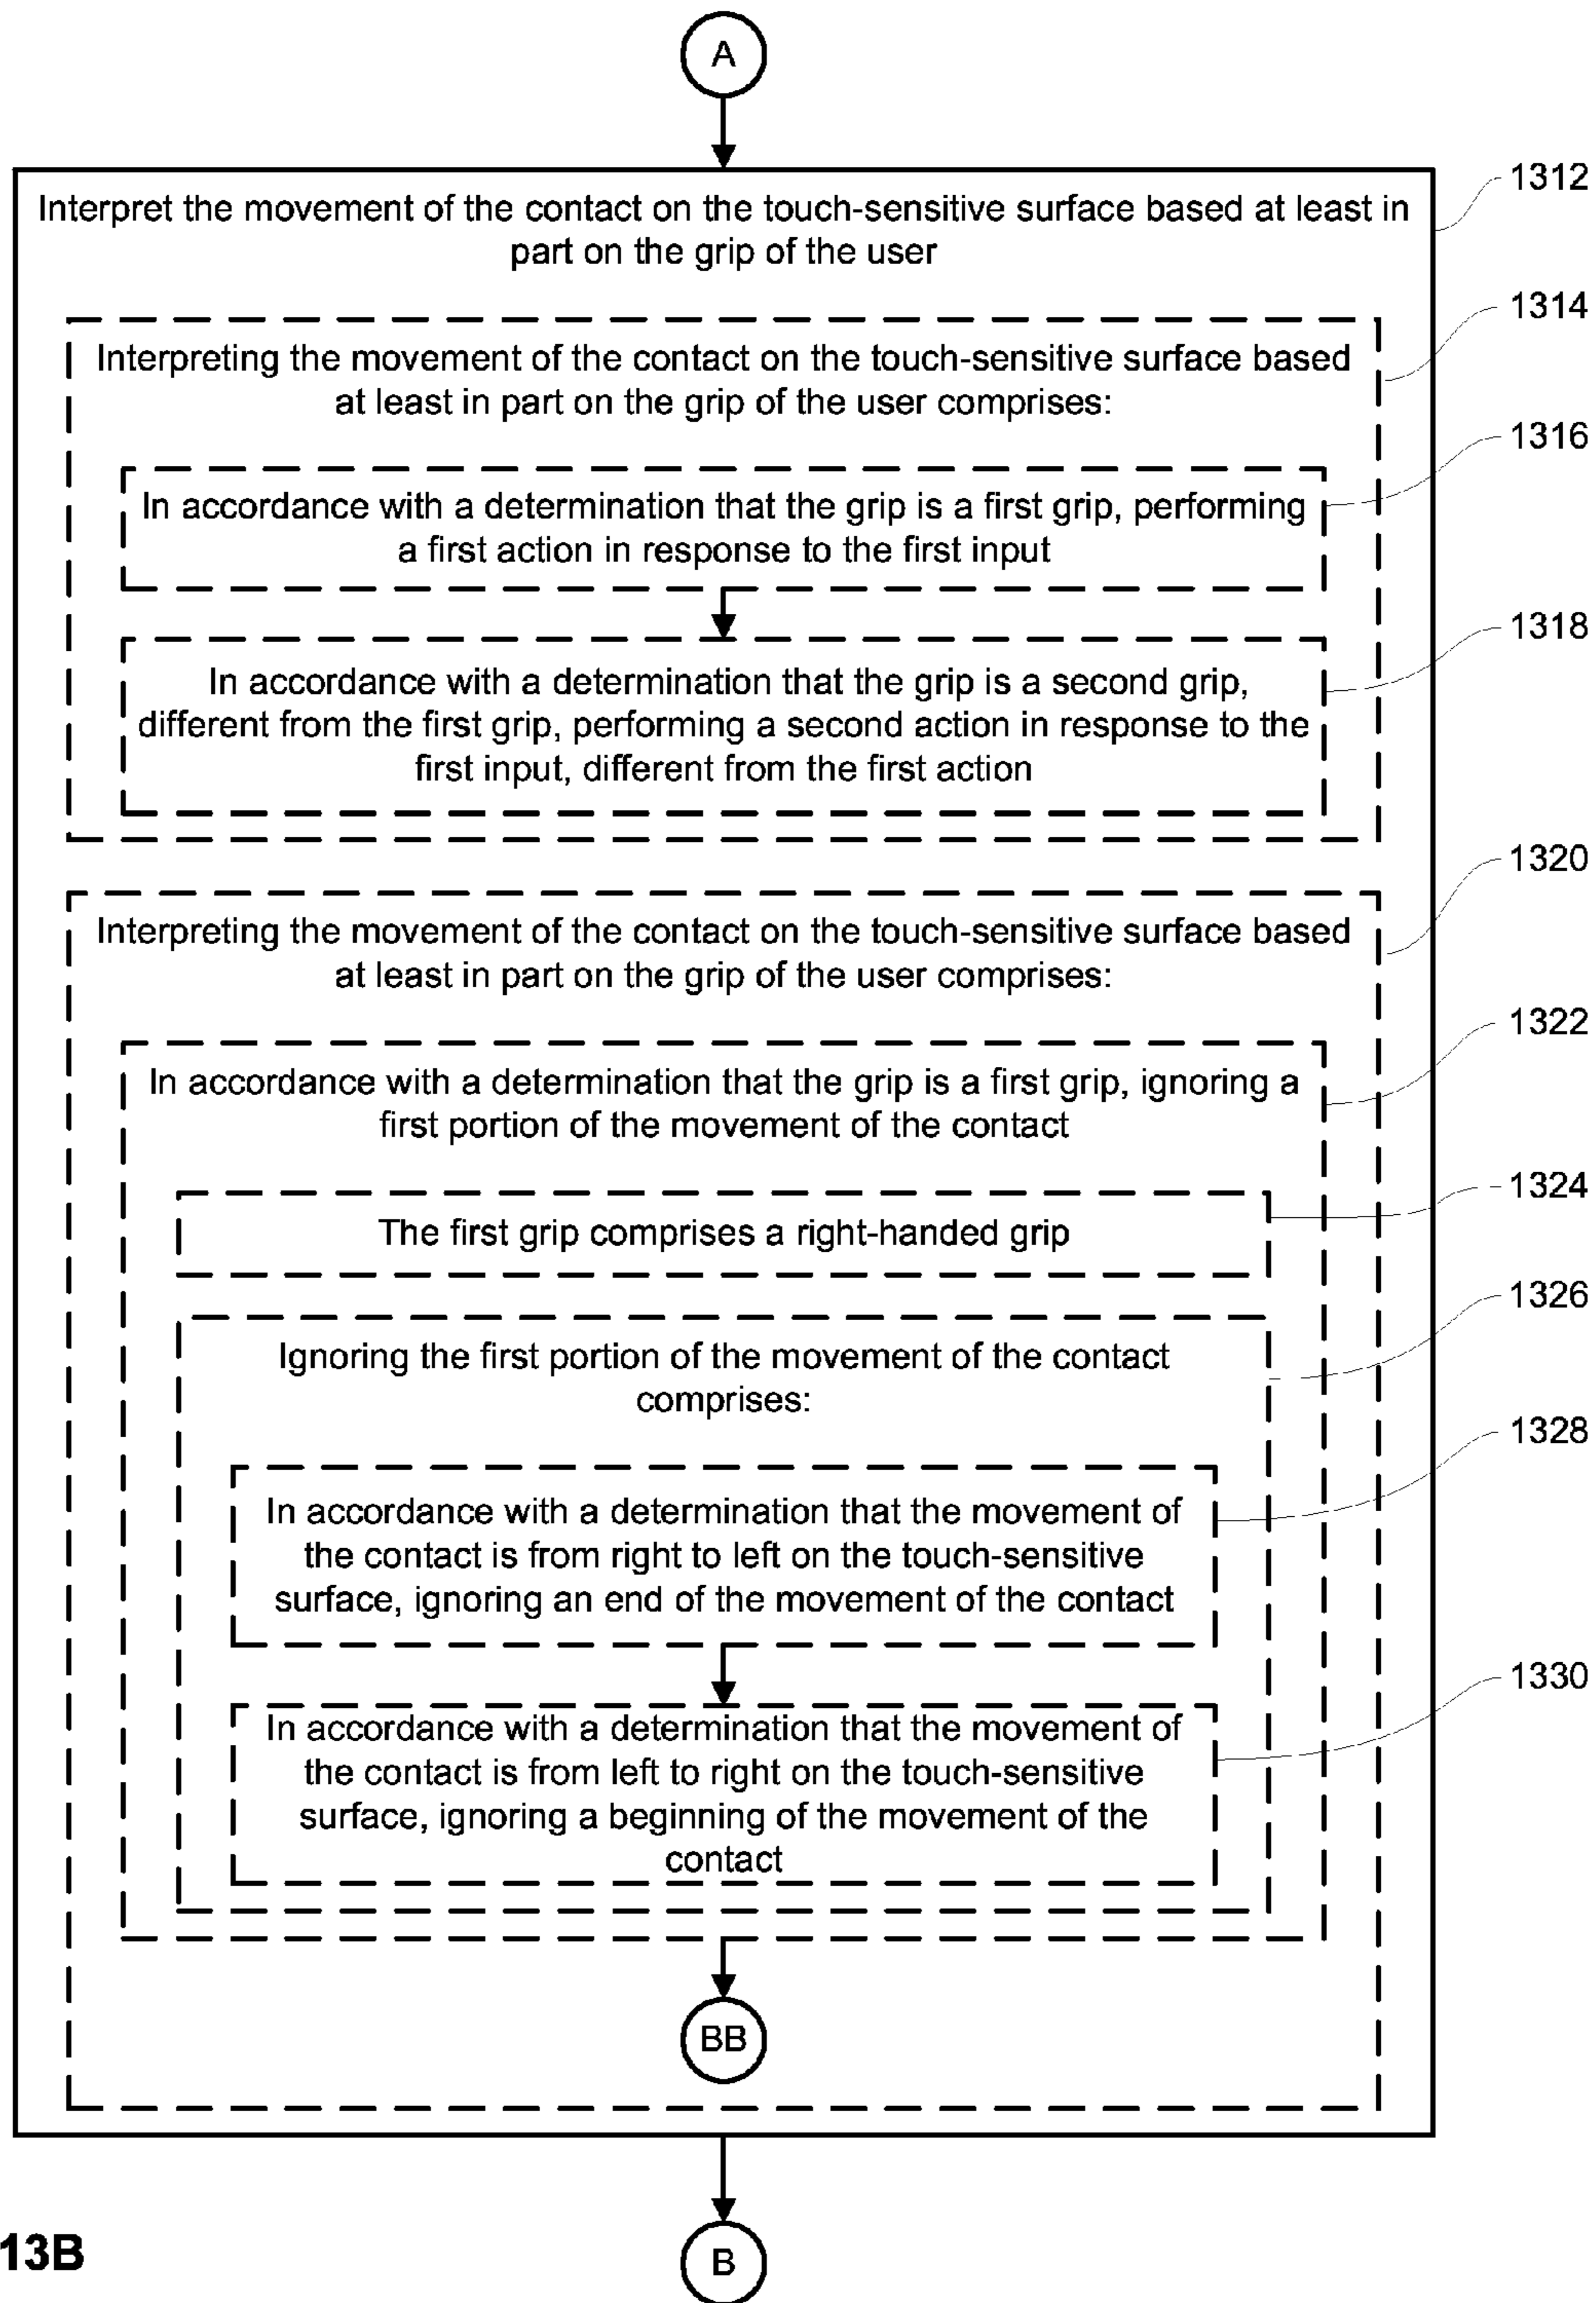 A
1312
Interpret the movement of the contact on the touch-sensitive surface based at least in
part on the grip of the user
1314
Interpreting the movement of the contact on the touch-sensitive surface based
at least in part on the grip of the user comprises:
1316
In accordance with a determination that the grip is a first grip, performing
a first action in response to the first input
1318
In accordance with a determination that the grip is a second grip,
different from the first grip, performing a second action in response to the
first input, different from the first action
1320
Interpreting the movement of the contact on the touch-sensitive surface based
at least in part on the grip of the user comprises:
1322
In accordance with a determination that the grip is a first grip, ignoring a
first portion of the movement of the contact
1324
The first grip comprises a right-handed grip
1326
Ignoring the first portion of the movement of the contact
comprises:
1328
In accordance with a determination that the movement of
the contact is from right to left on the touch-sensitive
surface, ignoring an end of the movement of the contact
1330
In accordance with a determination that the movement of
the contact is from left to right on the touch-sensitive
surface, ignoring a beginning of the movement of the
contact
BB
13B
B